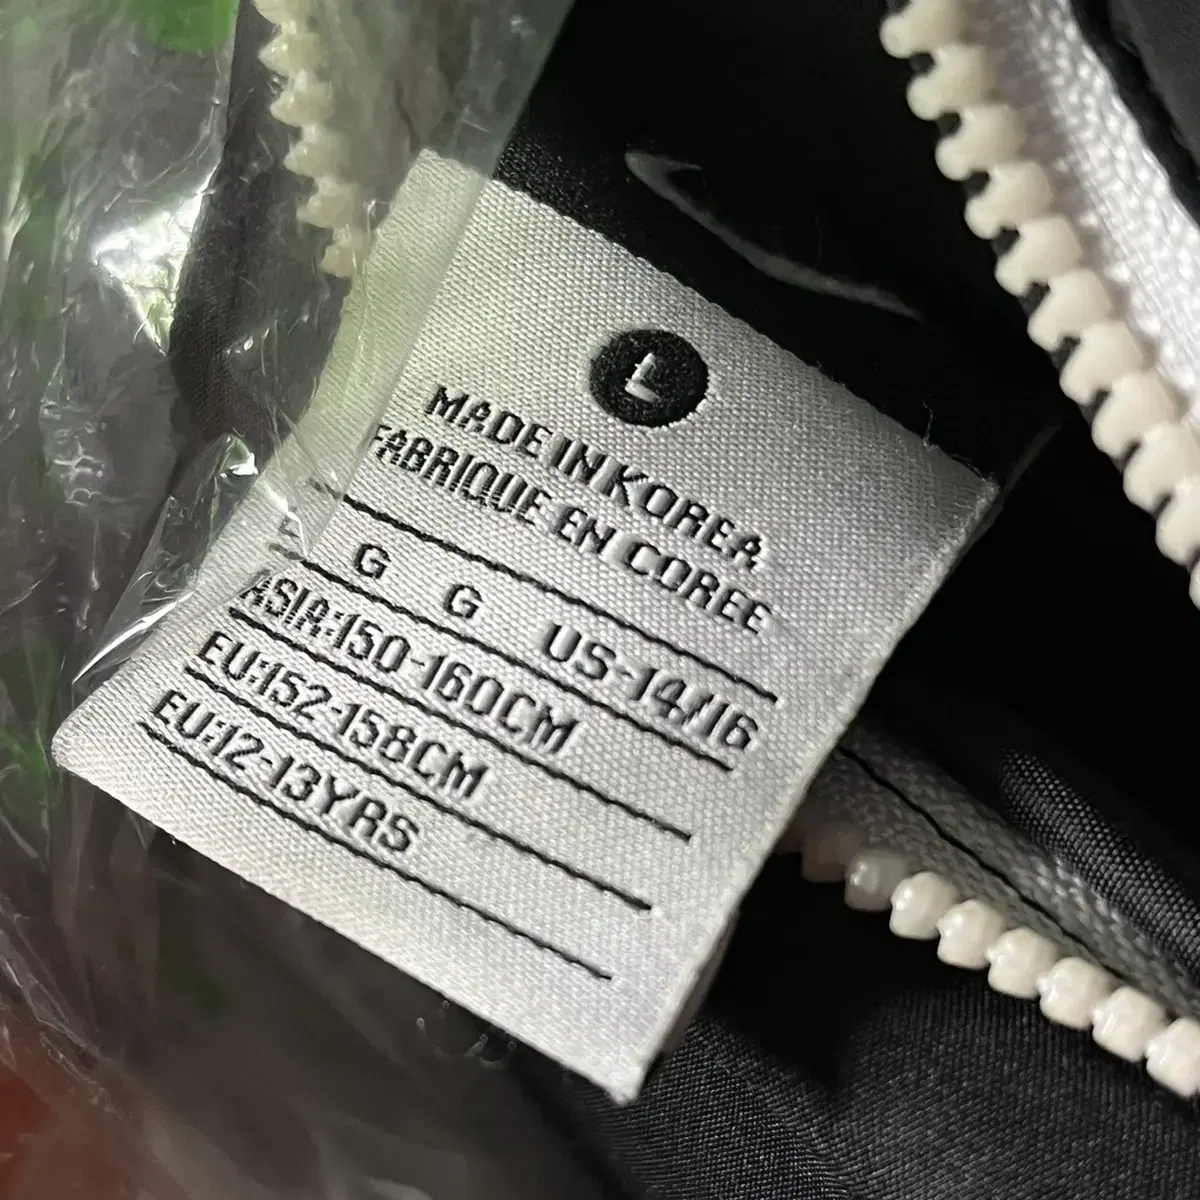 L
MADE IN KOREA
FABRIQUE EN COREE
G G US-14/16
ASIA:150-160CM
EU:152-158CM
EU:12-13YRS